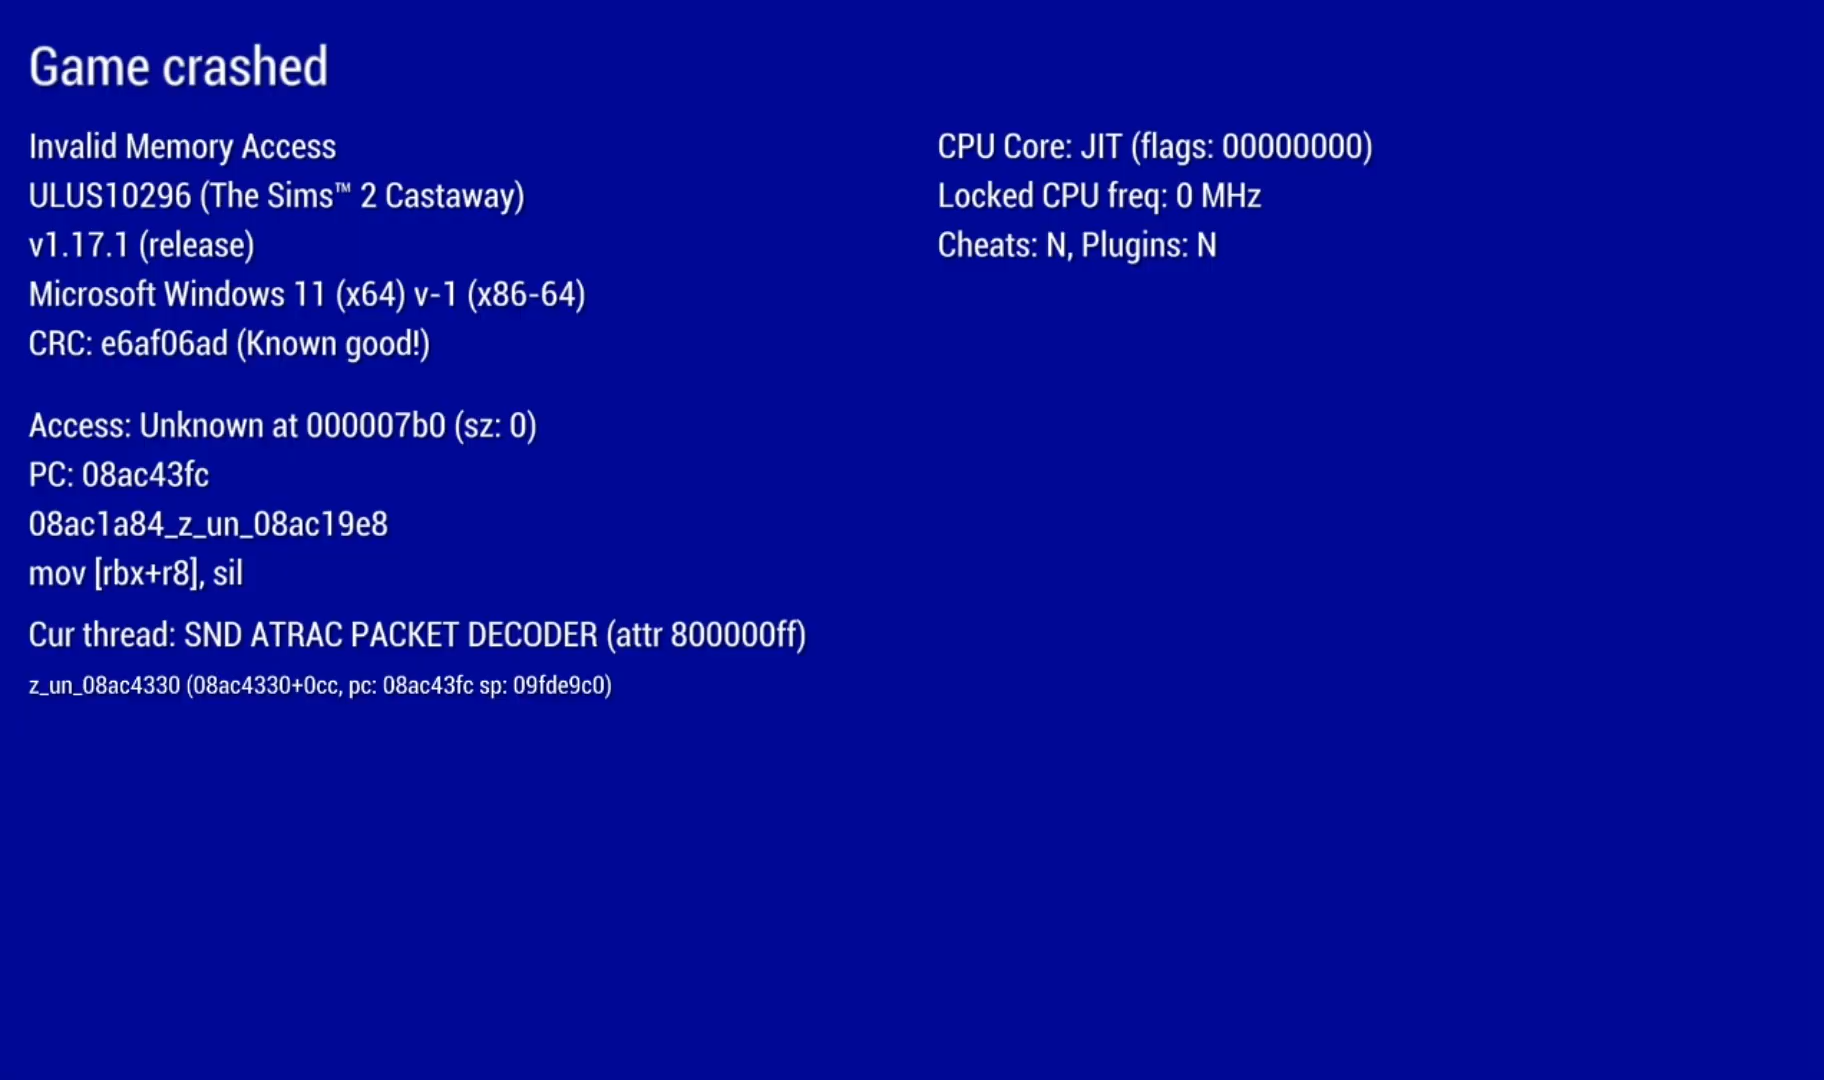 Game crashed
Invalid Memory Access
ULUS10296 (The Sims™ 2 Castaway)
v1.17.1 (release)
Microsoft Windows 11 (x64) v-1 (x86-64)
CRC: e6af06ad (Known good!)
Access: Unknown at 000007b0 (sz: 0)
PC: 08ac43fc
08ac1a84_z_un_08ac19e8
mov [rbx+r8], sil
Cur thread: SND ATRAC PACKET DECODER (attr 800000ff)
z_un_08ac4330 (08ac4330+0cc, pc: 08ac43fc sp: 09fde9c0)
CPU Core: JIT (flags: 00000000)
Locked CPU freq: 0 MHz
Cheats: N, Plugins: N